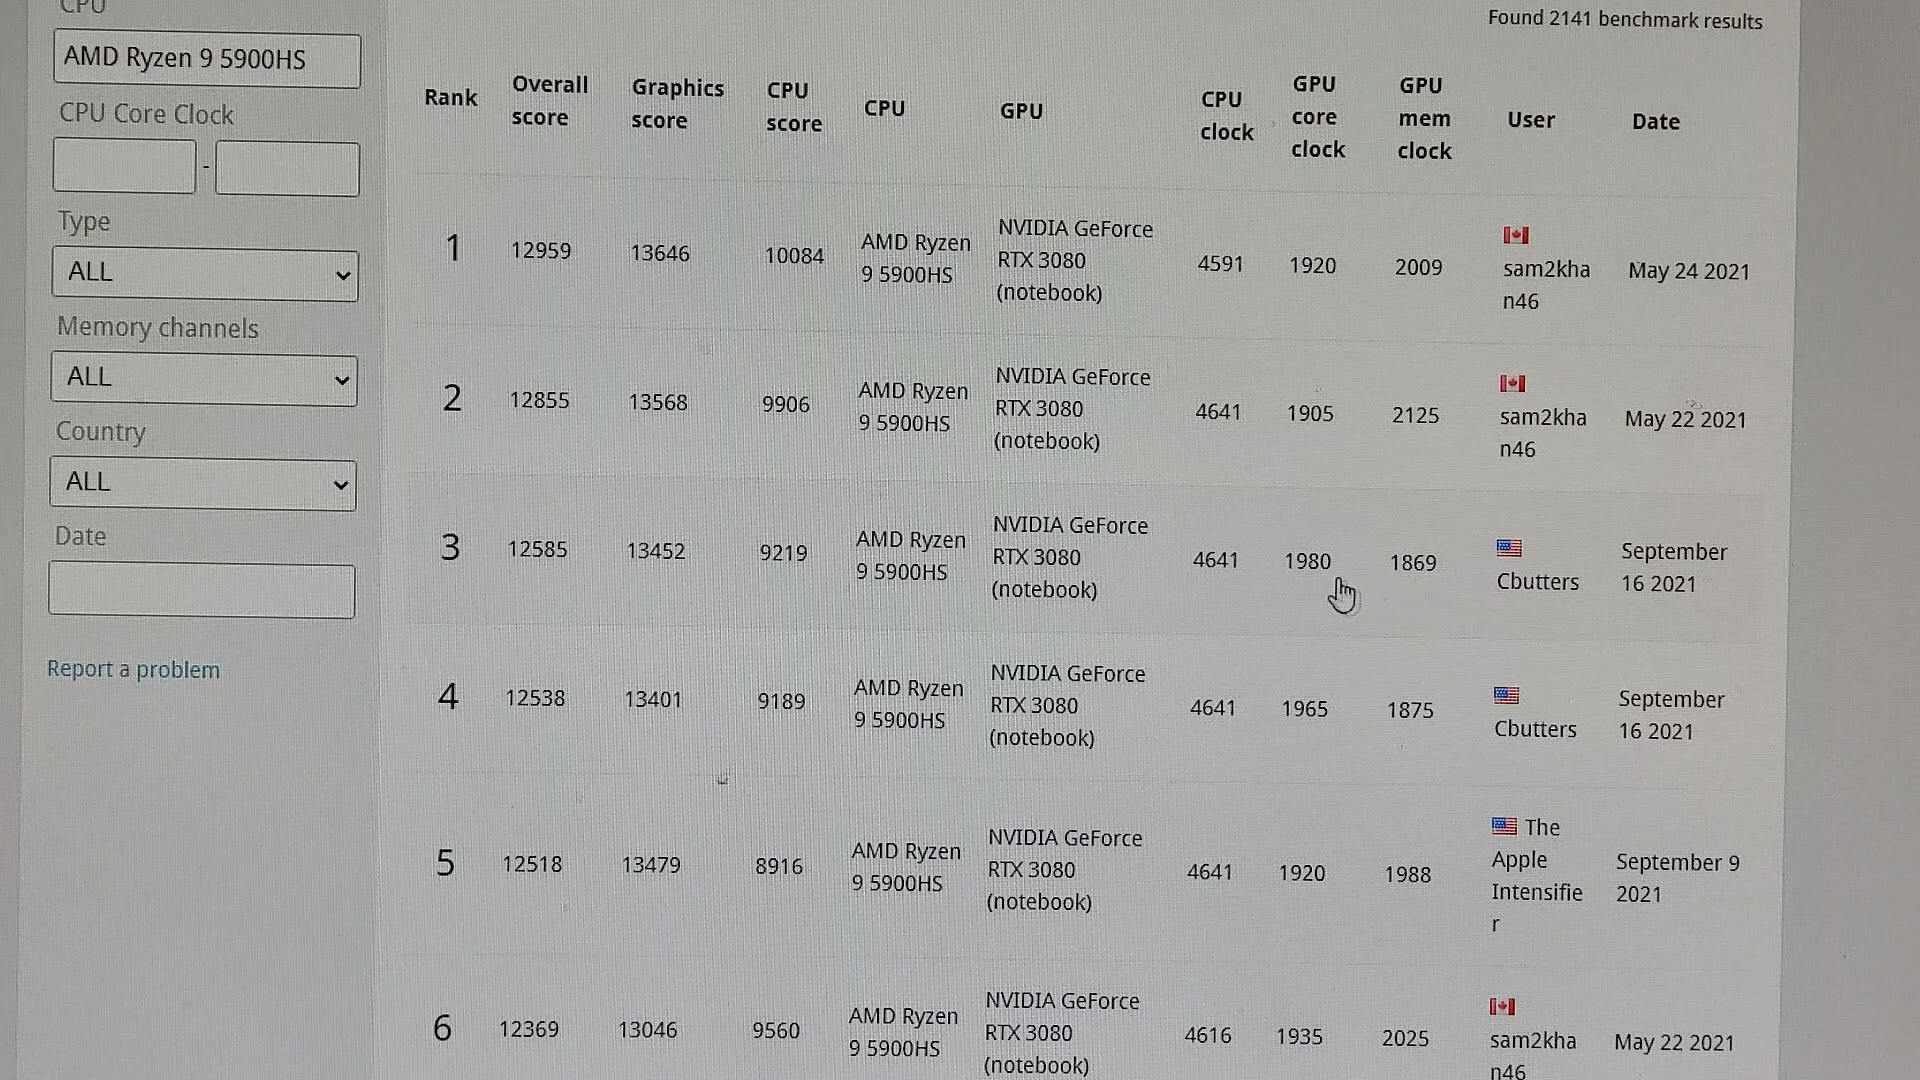 CPU
AMD Ryzen 9 5900HS
CPU Core Clock
-
Type
ALL
Memory channels
ALL
Country
ALL
Date
Report a problem
Found 2141 benchmark results
Rank Overall score Graphics score CPU score CPU GPU CPU clock GPU core clock GPU mem clock User Date
1 12959 13646 10084 AMD Ryzen 9 5900HS NVIDIA GeForce RTX 3080 (notebook) 4591 1920 2009 sam2khan46 May 24 2021
2 12855 13568 9906 AMD Ryzen 9 5900HS NVIDIA GeForce RTX 3080 (notebook) 4641 1905 2125 sam2khan46 May 22 2021
3 12585 13452 9219 AMD Ryzen 9 5900HS NVIDIA GeForce RTX 3080 (notebook) 4641 1980 1869 Cbutters September 16 2021
4 12538 13401 9189 AMD Ryzen 9 5900HS NVIDIA GeForce RTX 3080 (notebook) 4641 1965 1875 Cbutters September 16 2021
5 12518 13479 8916 AMD Ryzen 9 5900HS NVIDIA GeForce RTX 3080 (notebook) 4641 1920 1988 The Apple Intensifier September 9 2021
6 12369 13046 9560 AMD Ryzen 9 5900HS NVIDIA GeForce RTX 3080 (notebook) 4616 1935 2025 sam2khan46 May 22 2021